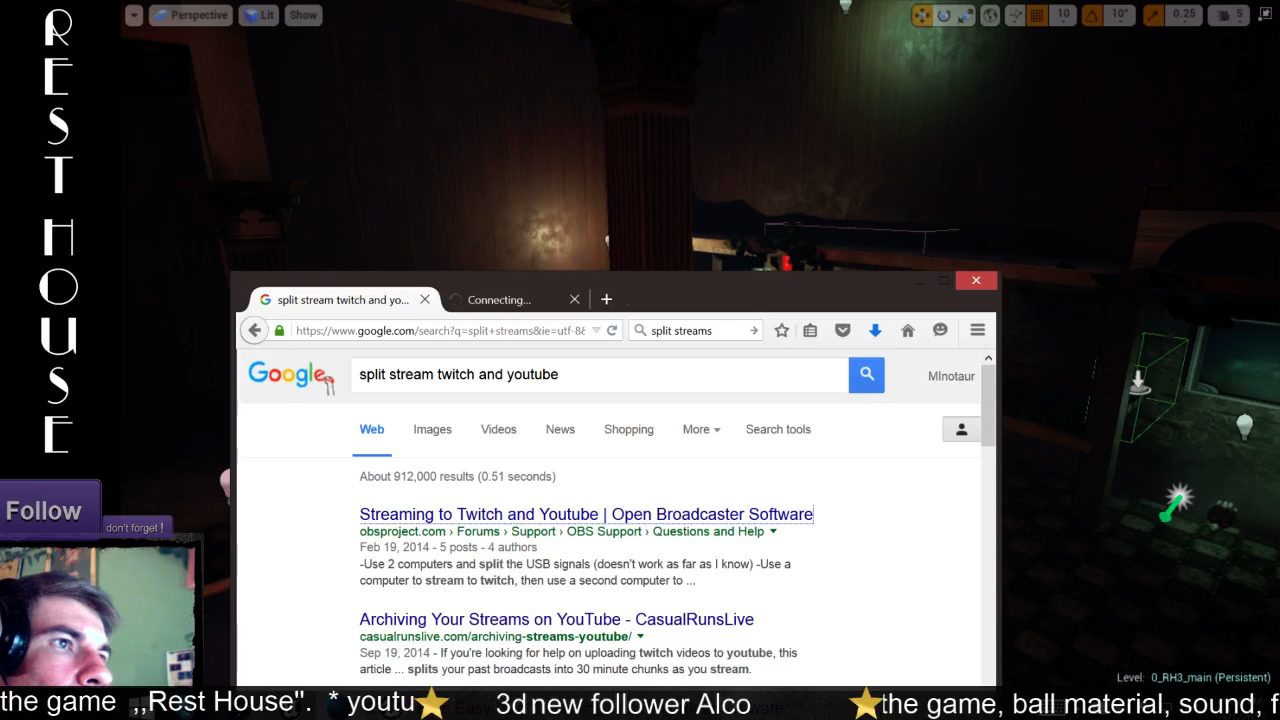 REST HOUSE
Perspective
Lit
Show
10
10°
0.25
5
split stream twitch and yo...
Connecting...
https://www.google.com/search?q=split+streams&ie=utf-8&
split streams
Google
split stream twitch and youtube
MInotaur
Web
Images
Videos
News
Shopping
More
Search tools
About 912,000 results (0.51 seconds)
Streaming to Twitch and Youtube | Open Broadcaster Software
obsproject.com › Forums › Support › OBS Support › Questions and Help
Feb 19, 2014 - 5 posts - 4 authors
-Use 2 computers and split the USB signals (doesn't work as far as I know) -Use a
computer to stream to twitch, then use a second computer to ...
Archiving Your Streams on YouTube - CasualRunsLive
casualrunslive.com/archiving-streams-youtube/
Sep 19, 2014 - If you're looking for help on uploading twitch videos to youtube, this
article ... splits your past broadcasts into 30 minute chunks as you stream.
Follow
don't forget !
Level: 0_RH3_main (Persistent)
the game ,,Rest House". * youtu
3d new follower Alco
the game, ball material, sound, f